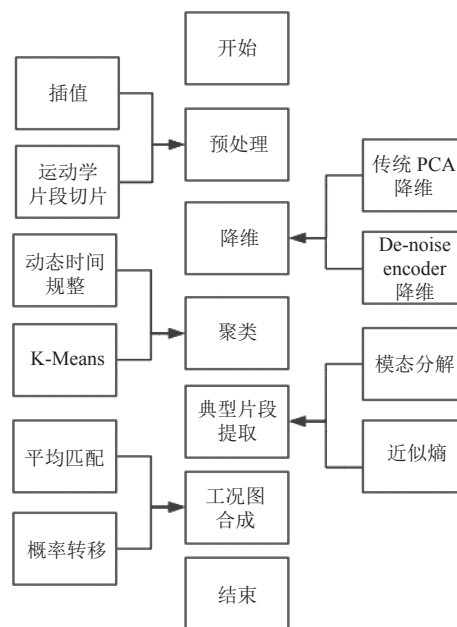 开始
插值
运动学
片段切片
预处理
传统 PCA
降维
降维
De-noise
encoder
降维
动态时间
规整
K-Means
聚类
模态分解
典型片段
提取
近似熵
平均匹配
概率转移
工况图
合成
结束